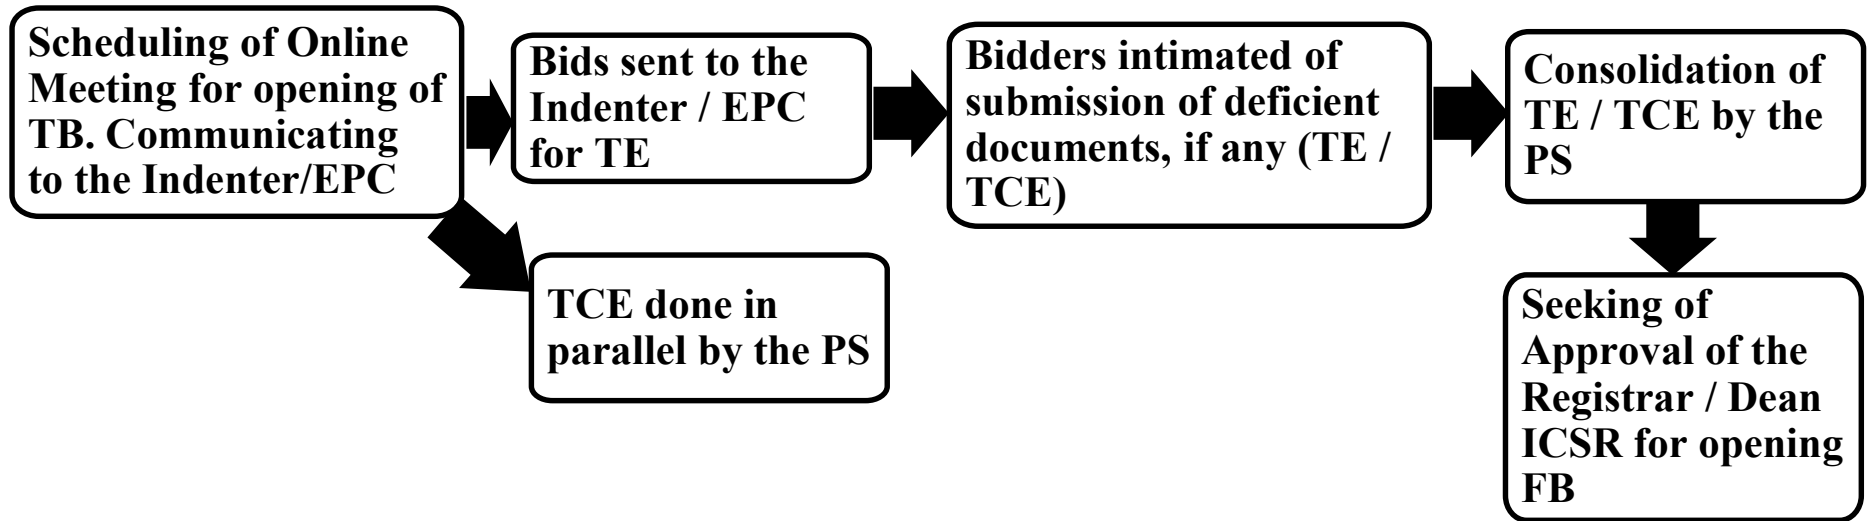 Scheduling of Online
Meeting for opening of
TB. Communicating
to the Indenter/EPC
Bids sent to the
Indenter / EPC
for TE
Bidders intimated of
submission of deficient
documents, if any (TE /
TCE)
Consolidation of
TE / TCE by the
PS
TCE done in
parallel by the PS
Seeking of
Approval of the
Registrar / Dean
ICSR for opening
FB